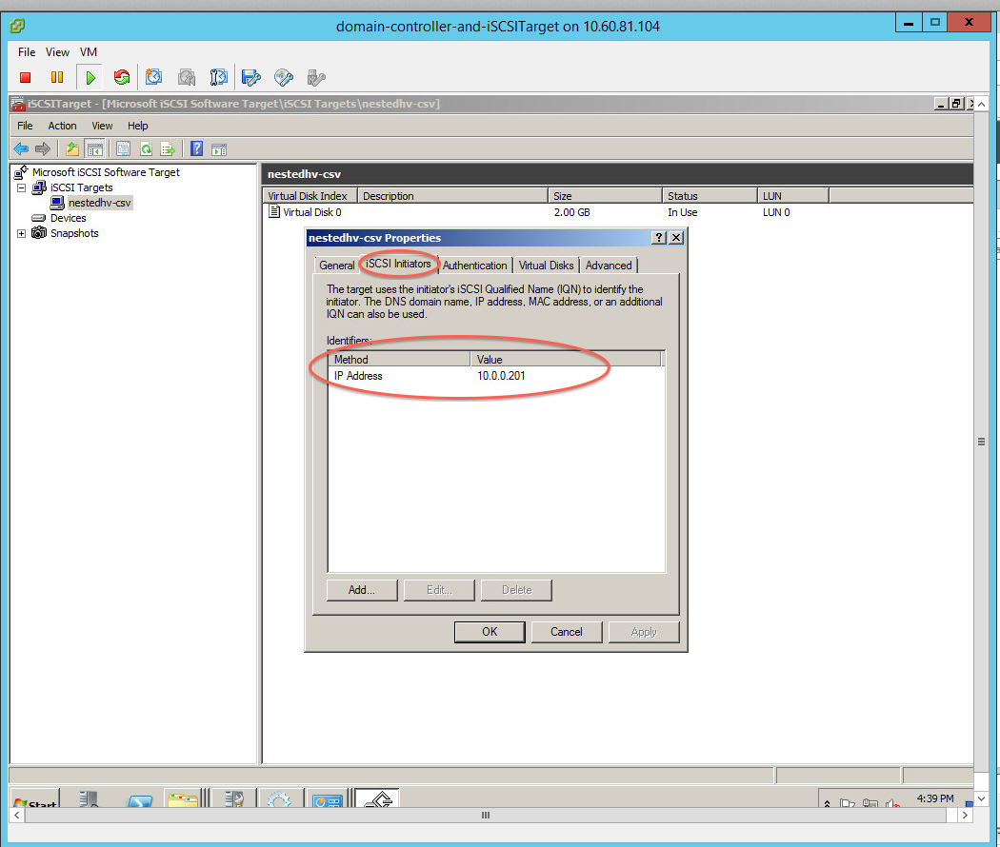 domain-controller-and-iSCSITarget on 10.60.81.104
File View VM
iSCSITarget - [Microsoft iSCSI Software Target\iSCSI Targets\nestedhv-csv]
File Action View Help
Microsoft iSCSI Software Target
iSCSI Targets
nestedhv-csv
Devices
Snapshots
nestedhv-csv
Virtual Disk Index Description Size Status LUN
Virtual Disk 0 2.00 GB In Use LUN 0
nestedhv-csv Properties
General iSCSI Initiators Authentication Virtual Disks Advanced
The target uses the initiator's iSCSI Qualified Name (IQN) to identify the
initiator. The DNS domain name, IP address, MAC address, or an additional
IQN can also be used.
Identifiers:
Method Value
IP Address 10.0.0.201
Add... Edit... Delete
OK Cancel Apply
Start 4:39 PM